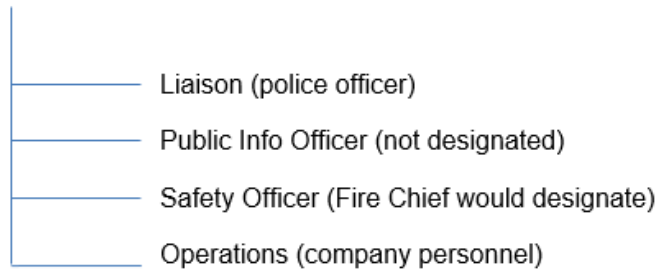 Liaison (police officer)
Public Info Officer (not designated)
Safety Officer (Fire Chief would designate)
Operations (company personnel)